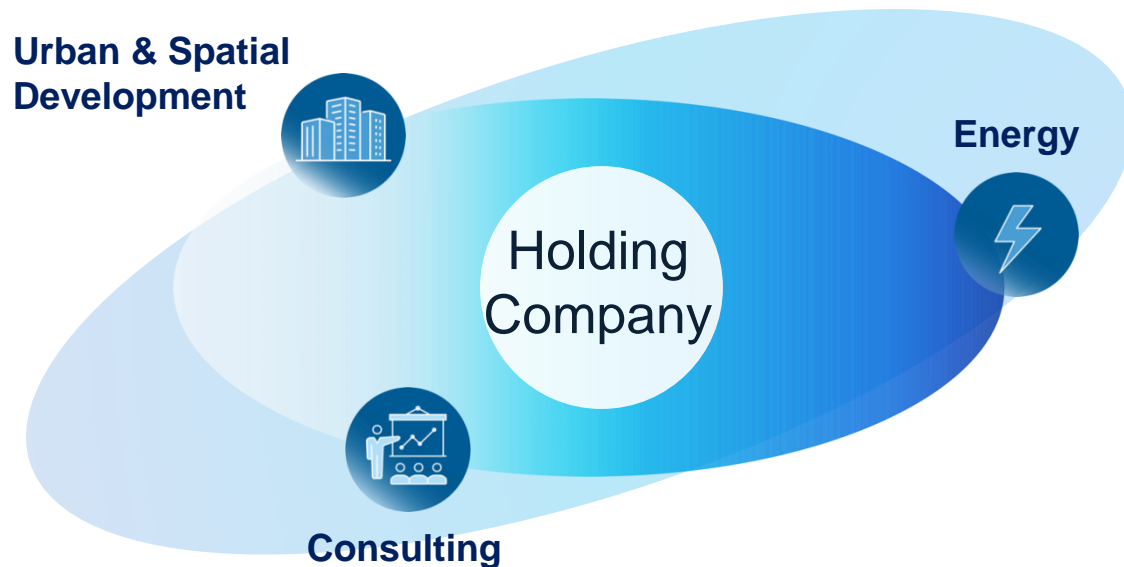 Urban & Spatial
Development
Energy
Holding
Company
Consulting